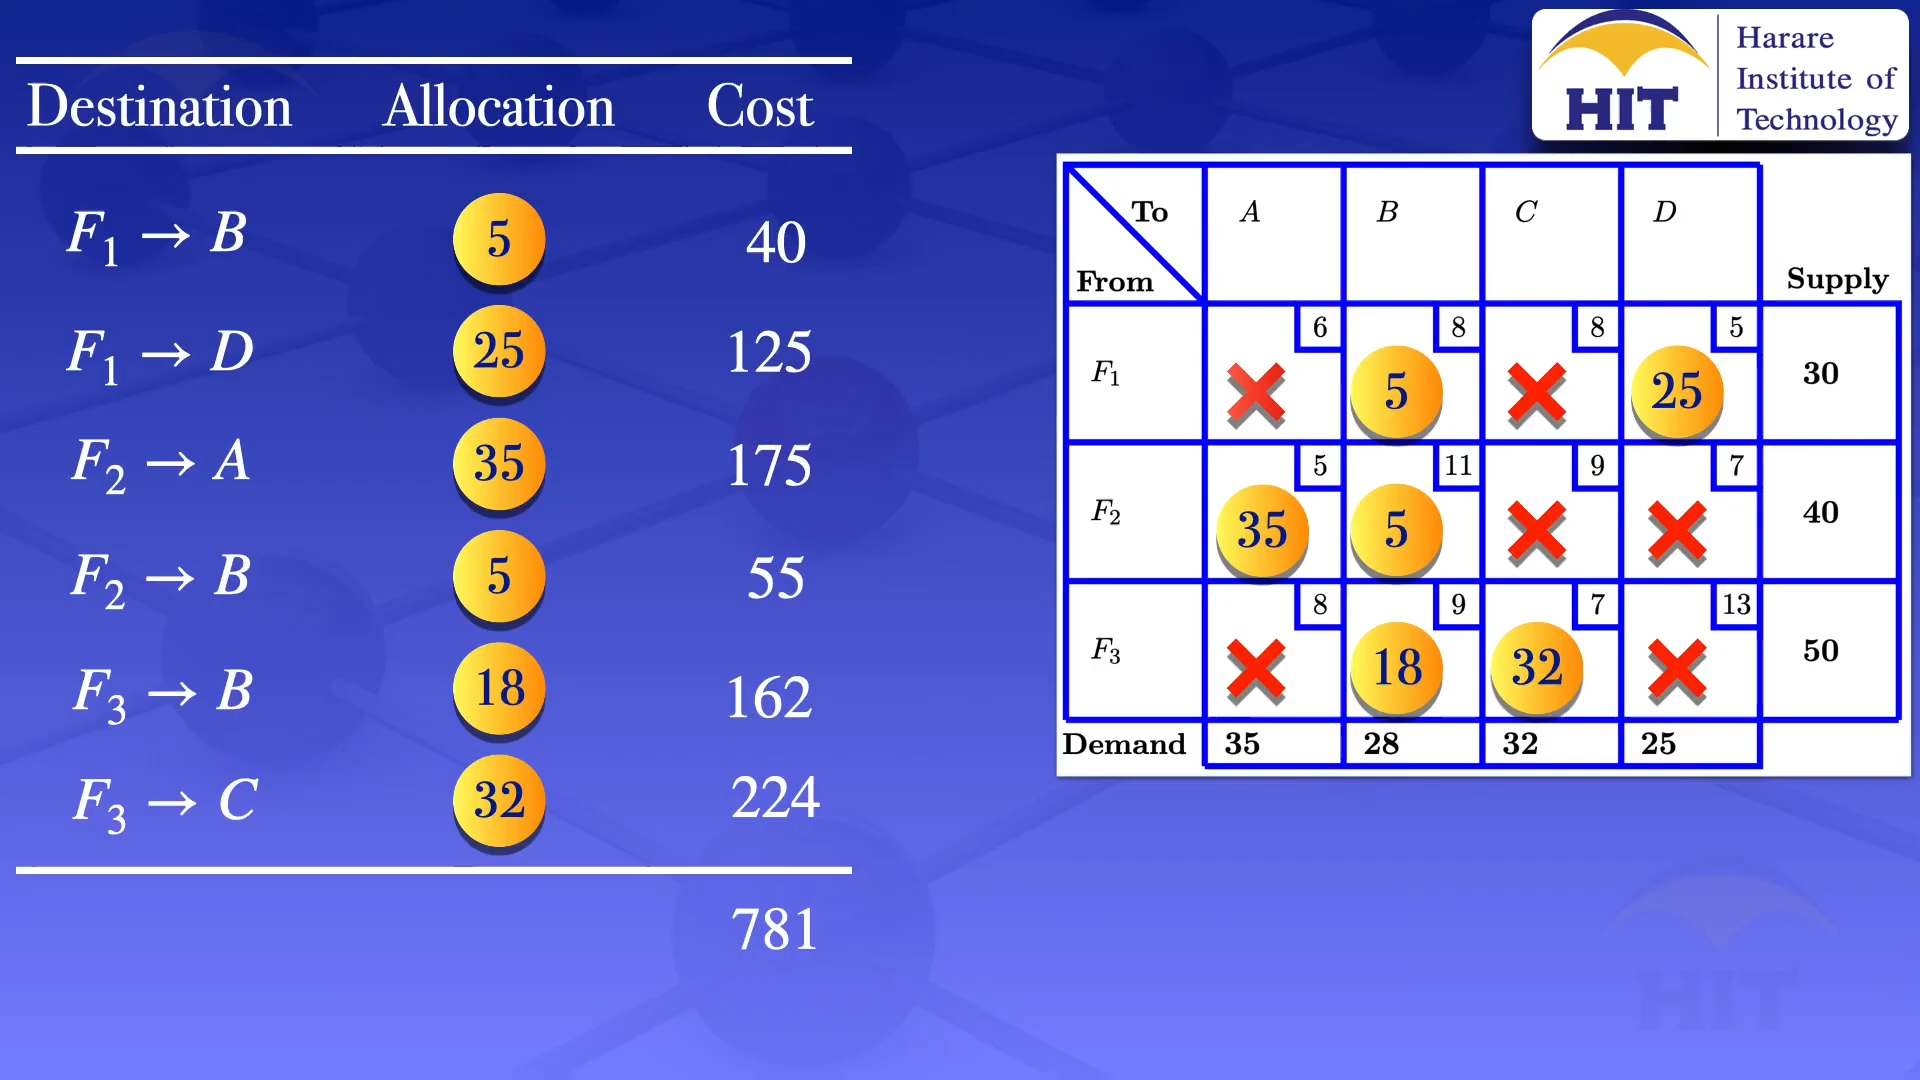 Destination Allocation Cost
F1 → B 5 40
F1 → D 25 125
F2 → A 35 175
F2 → B 5 55
F3 → B 18 162
F3 → C 32 224
781
HIT
Harare
Institute of
Technology
To A B C D
From Supply
6 8 8 5
F1 5 25 30
5 11 9 7
F2 35 5 40
8 9 7 13
F3 18 32 50
Demand 35 28 32 25
HIT